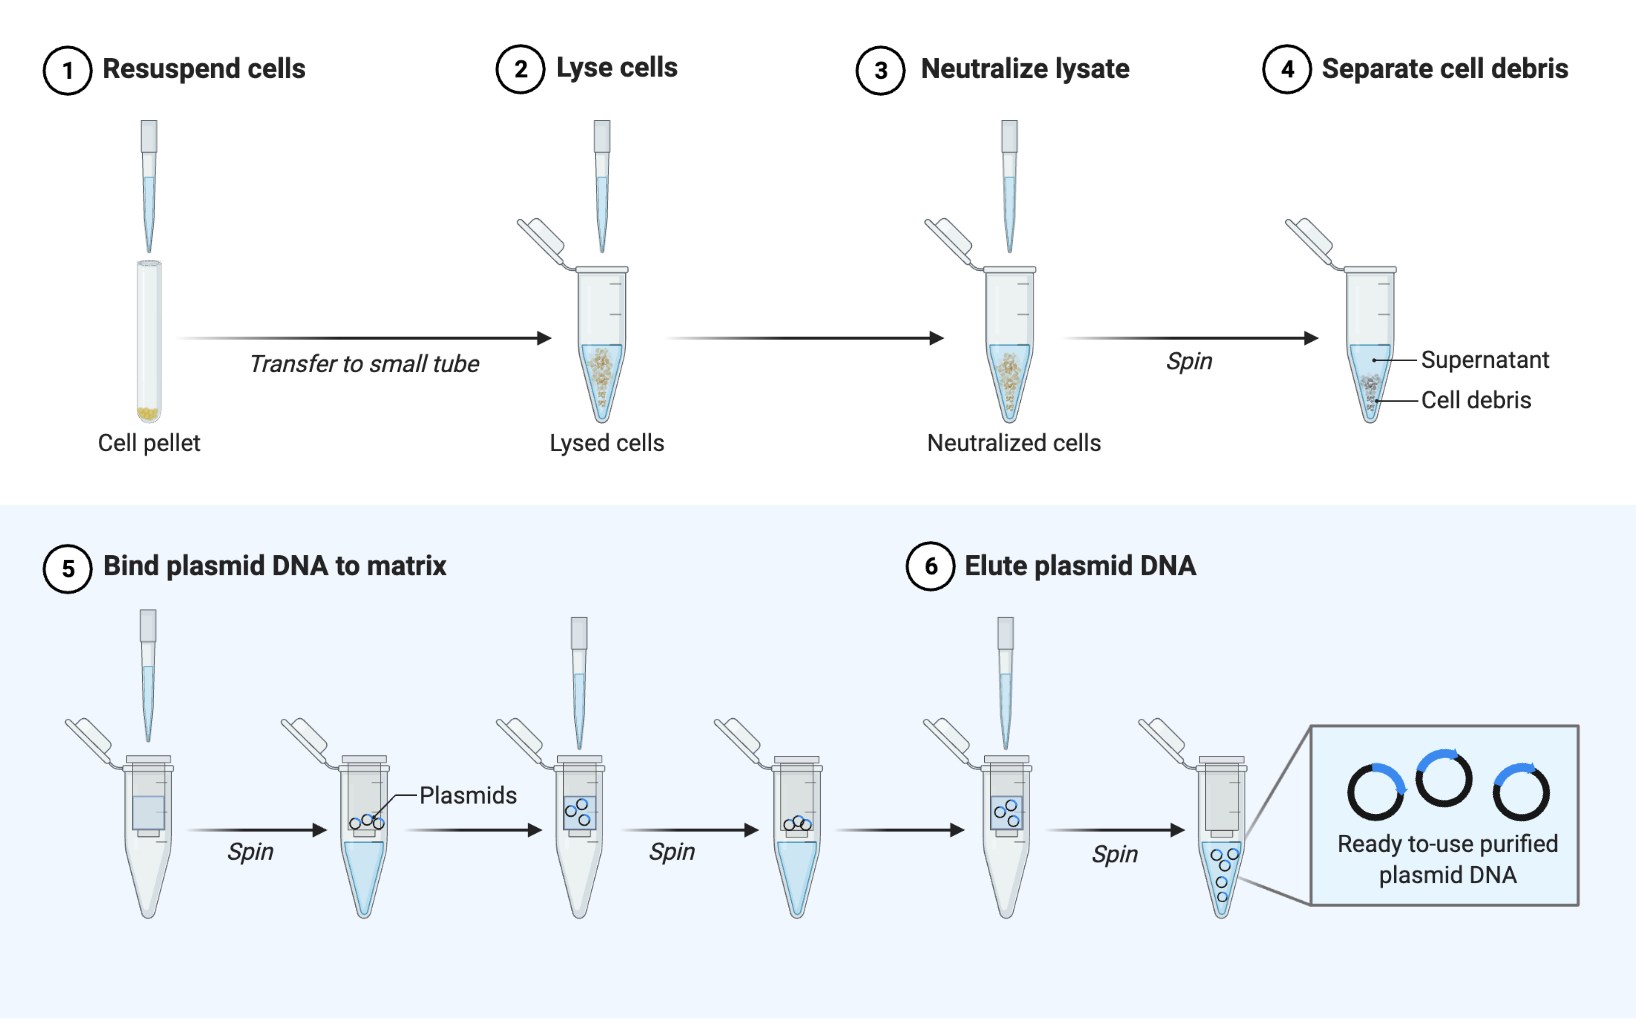 1 Resuspend cells
2 Lyse cells
3 Neutralize lysate
4 Separate cell debris
Transfer to small tube
Spin
Supernatant
Cell debris
Cell pellet
Lysed cells
Neutralized cells
5 Bind plasmid DNA to matrix
6 Elute plasmid DNA
Plasmids
Spin
Spin
Spin
Ready to-use purified
plasmid DNA